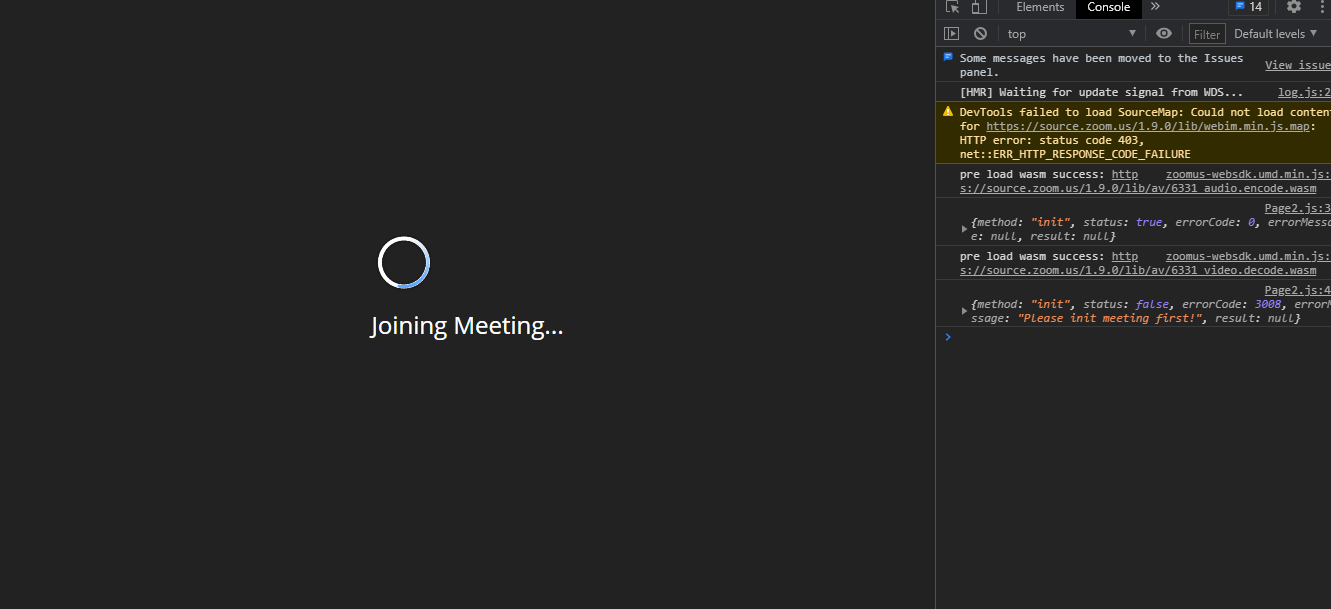 Elements Console » 14
top ▼ Filter Default levels ▼
Some messages have been moved to the Issues View issue
panel.
[HMR] Waiting for update signal from WDS... log.js:2
DevTools failed to load SourceMap: Could not load conten
for https://source.zoom.us/1.9.0/lib/webim.min.js.map:
HTTP error: status code 403,
net::ERR_HTTP_RESPONSE_CODE_FAILURE
pre load wasm success: http zoomus-websdk.umd.min.js:
s://source.zoom.us/1.9.0/lib/av/6331_audio.encode.wasm
Page2.js:3
{method: "init", status: true, errorCode: 0, errorMessa
e: null, result: null}
pre load wasm success: http zoomus-websdk.umd.min.js:
s://source.zoom.us/1.9.0/lib/av/6331_video.decode.wasm
Page2.js:4
{method: "init", status: false, errorCode: 3008, errorM
ssage: "Please init meeting first!", result: null}
Joining Meeting...